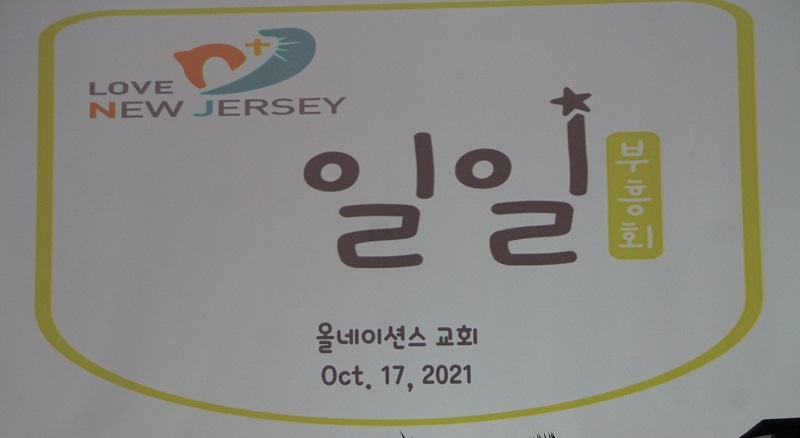 LOVE
NEW JERSEY
일일
부흥회
올네이션스 교회
Oct. 17, 2021